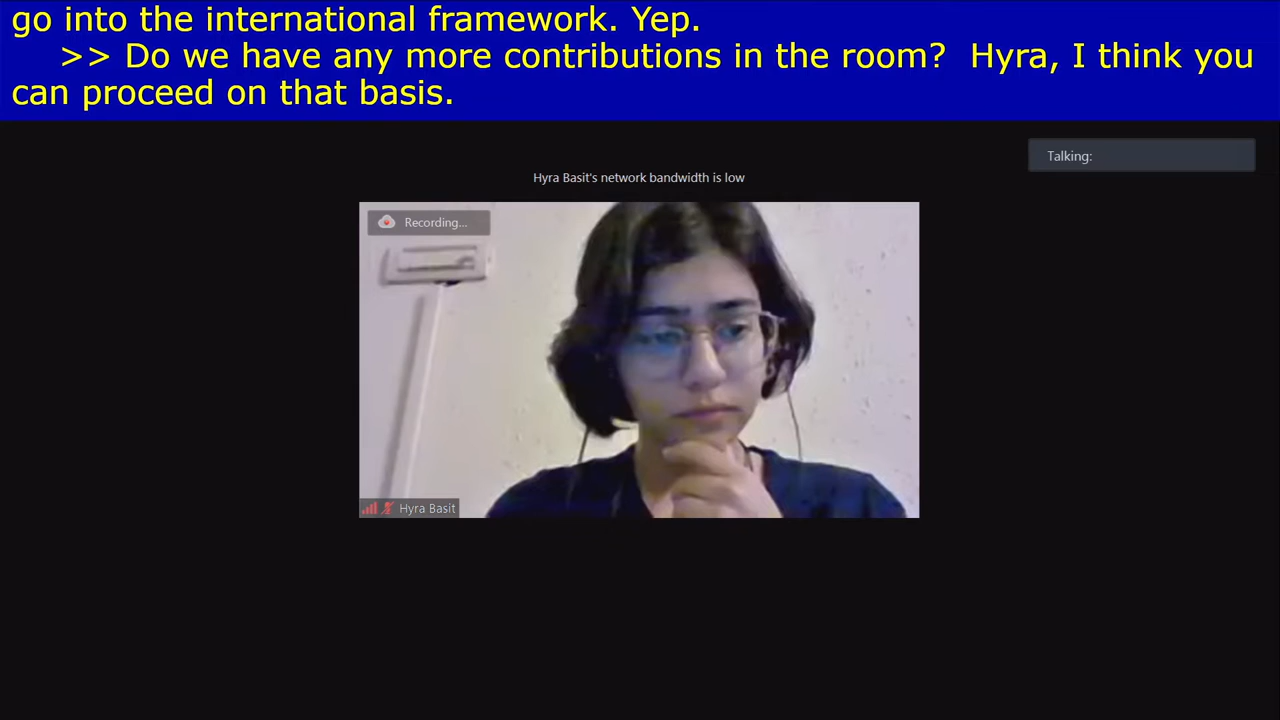 go into the international framework. Yep.
>> Do we have any more contributions in the room?  Hyra, I think you
can proceed on that basis.
Talking:
Hyra Basit's network bandwidth is low
Recording...
Hyra Basit